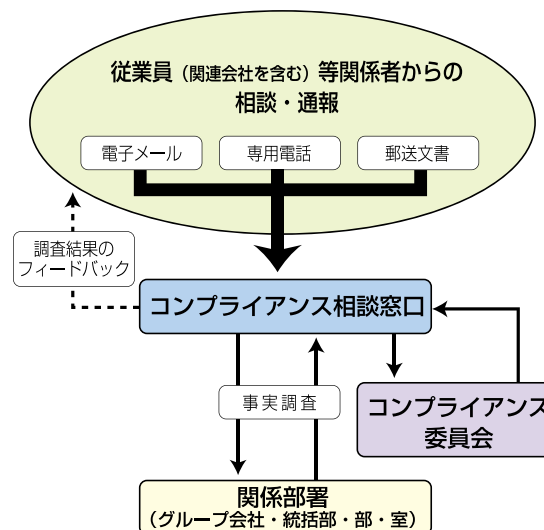 従業員（関連会社を含む）等関係者からの
相談・通報
電子メール
専用電話
郵送文書
調査結果の
フィードバック
コンプライアンス相談窓口
事実調査
コンプライアンス
委員会
関係部署
（グループ会社・統括部・部・室）